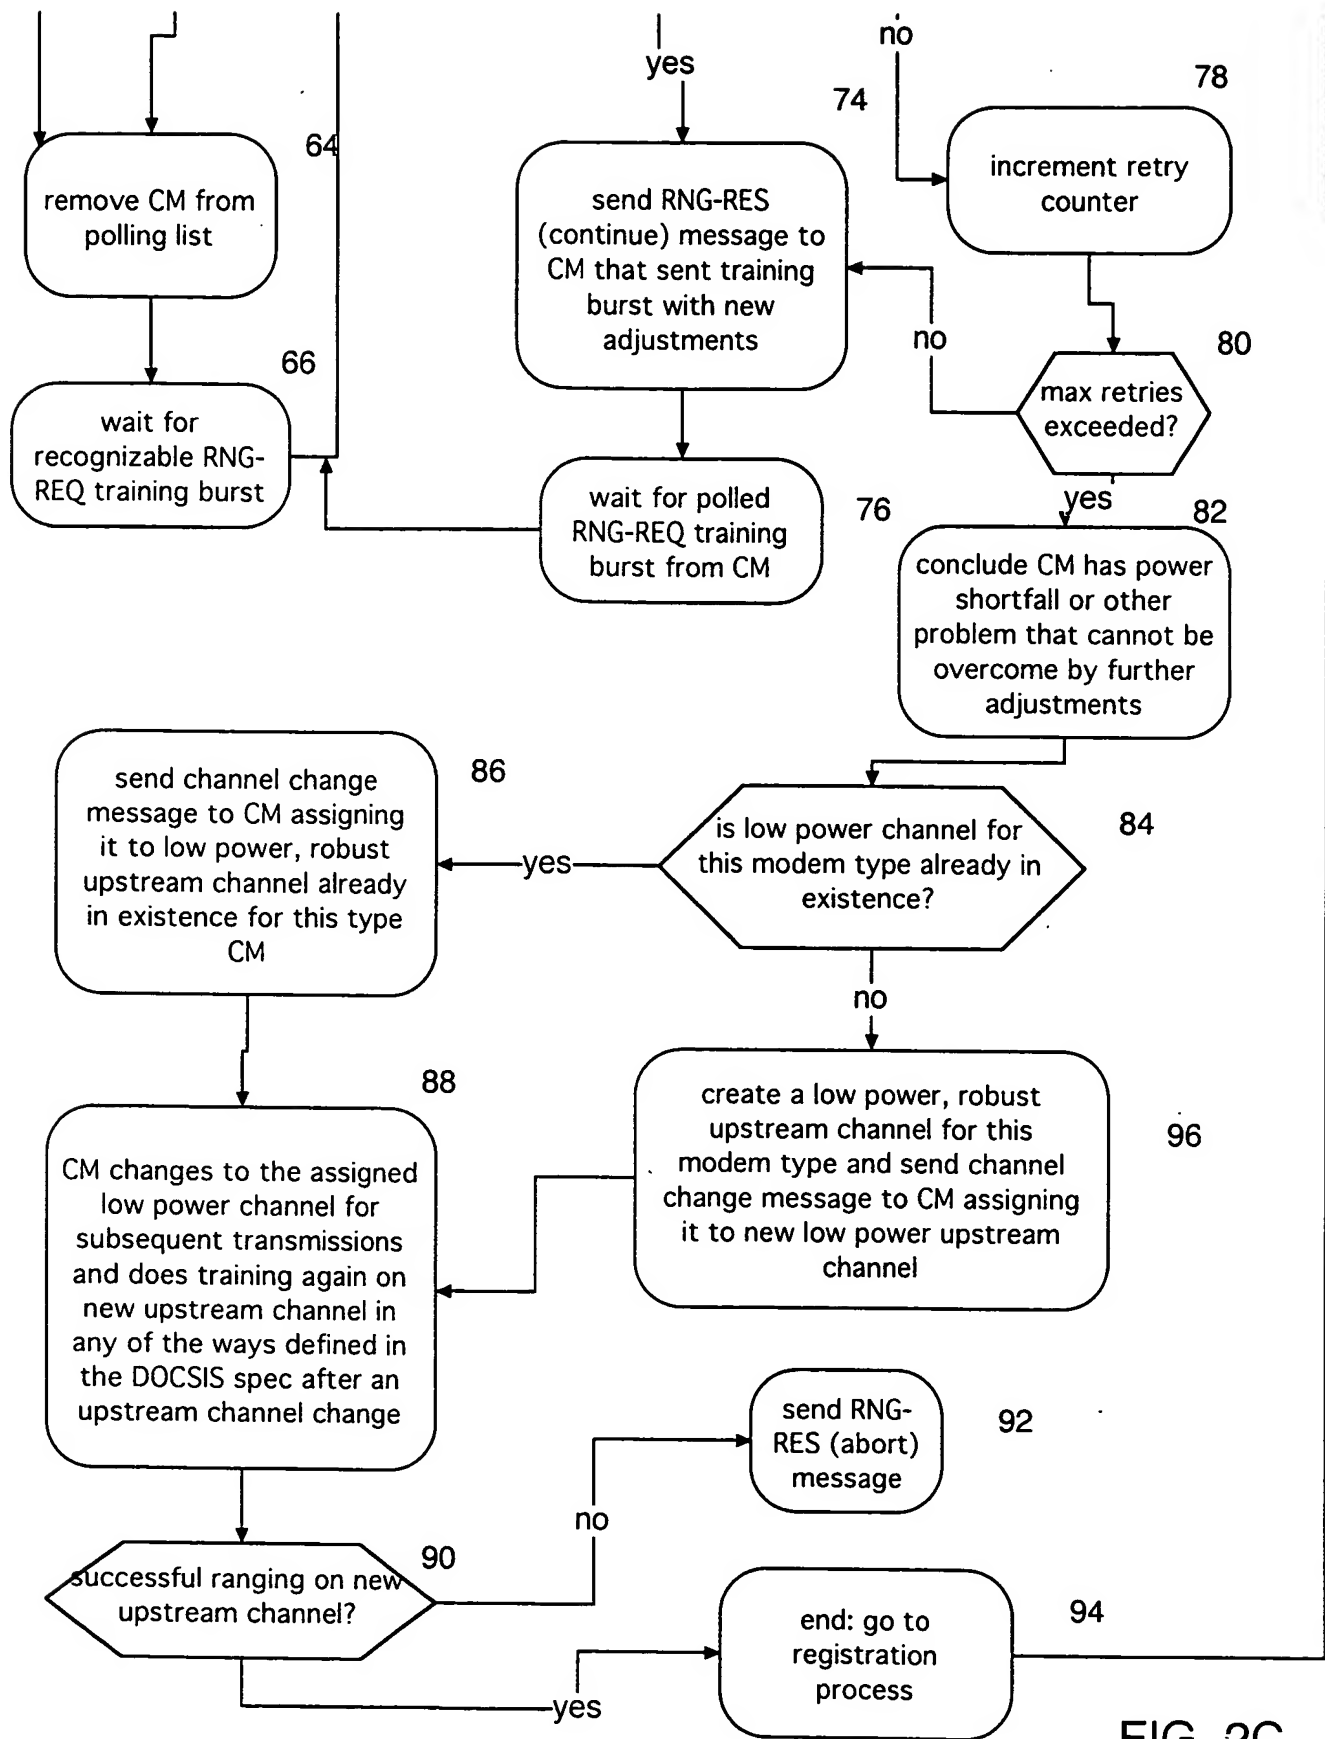 no
yes
78
74
64
increment retry
counter
remove CM from
polling list
send RNG-RES
(continue) message to
CM that sent training
burst with new
adjustments
no
80
66
max retries
exceeded?
wait for
recognizable RNG-
REQ training burst
yes
82
wait for polled
RNG-REQ training
burst from CM
76
conclude CM has power
shortfall or other
problem that cannot be
overcome by further
adjustments
86
send channel change
message to CM assigning
it to low power, robust
upstream channel already
in existence for this type
CM
yes
is low power channel for
this modem type already in
existence?
84
no
88
create a low power, robust
upstream channel for this
modem type and send channel
change message to CM assigning
it to new low power upstream
channel
96
CM changes to the assigned
low power channel for
subsequent transmissions
and does training again on
new upstream channel in
any of the ways defined in
the DOCSIS spec after an
upstream channel change
send RNG-
RES (abort)
message
92
no
90
successful ranging on new
upstream channel?
end: go to
registration
process
94
yes
FIG. 2C